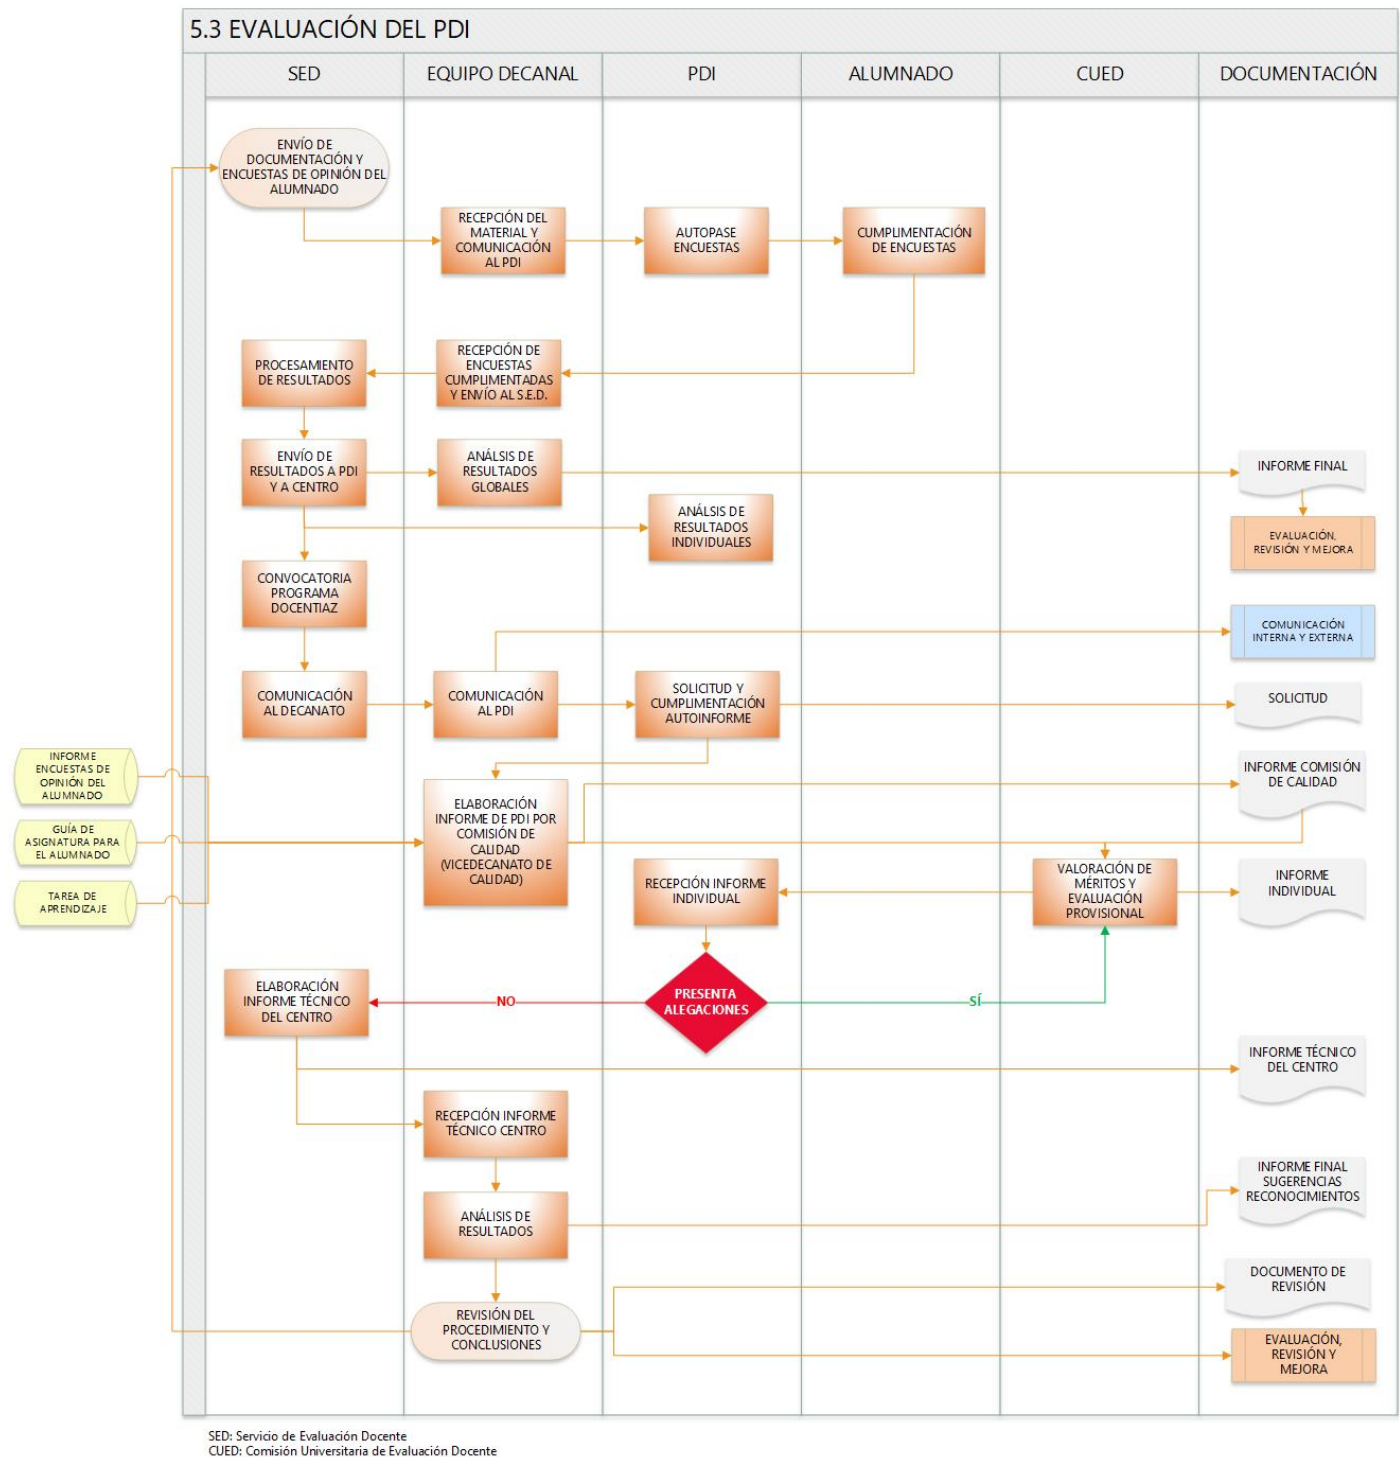 5.3 EVALUACIÓN DEL PDI
SED
EQUIPO DECANAL
PDI
ALUMNADO
CUED
DOCUMENTACIÓN
ENVÍO DE
DOCUMENTACIÓN Y
ENCUESTAS DE OPINIÓN DEL
ALUMNADO
RECEPCIÓN DEL
MATERIAL Y
COMUNICACIÓN
AL PDI
AUTOPASE
ENCUESTAS
CUMPLIMENTACIÓN
DE ENCUESTAS
PROCESAMIENTO
DE RESULTADOS
RECEPCIÓN DE
ENCUESTAS
CUMPLIMENTADAS
Y ENVÍO AL S.E.D.
ENVÍO DE
RESULTADOS A PDI
Y A CENTRO
ANÁLSIS DE
RESULTADOS
GLOBALES
INFORME FINAL
ANÁLSIS DE
RESULTADOS
INDIVIDUALES
EVALUACIÓN,
REVISIÓN Y MEJORA
CONVOCATORIA
PROGRAMA
DOCENTIAZ
COMUNICACIÓN
INTERNA Y EXTERNA
COMUNICACIÓN
AL DECANATO
COMUNICACIÓN
AL PDI
SOLICITUD Y
CUMPLIMENTACIÓN
AUTOINFORME
SOLICITUD
INFORME
ENCUESTAS DE
OPINIÓN DEL
ALUMNADO
GUÍA DE
ASIGNATURA PARA
EL ALUMNADO
TAREA DE
APRENDIZAJE
ELABORACIÓN
INFORME DE PDI POR
COMISIÓN DE
CALIDAD
(VICEDECANATO DE
CALIDAD)
INFORME COMISIÓN
DE CALIDAD
RECEPCIÓN INFORME
INDIVIDUAL
VALORACIÓN DE
MÉRITOS Y
EVALUACIÓN
PROVISIONAL
INFORME
INDIVIDUAL
ELABORACIÓN
INFORME TÉCNICO
DEL CENTRO
NO
PRESENTA
ALEGACIONES
SÍ
INFORME TÉCNICO
DEL CENTRO
RECEPCIÓN INFORME
TÉCNICO CENTRO
ANÁLISIS DE
RESULTADOS
INFORME FINAL
SUGERENCIAS
RECONOCIMIENTOS
REVISIÓN DEL
PROCEDIMIENTO Y
CONCLUSIONES
DOCUMENTO DE
REVISIÓN
EVALUACIÓN,
REVISIÓN Y
MEJORA
SED: Servicio de Evaluación Docente
CUED: Comisión Universitaria de Evaluación Docente